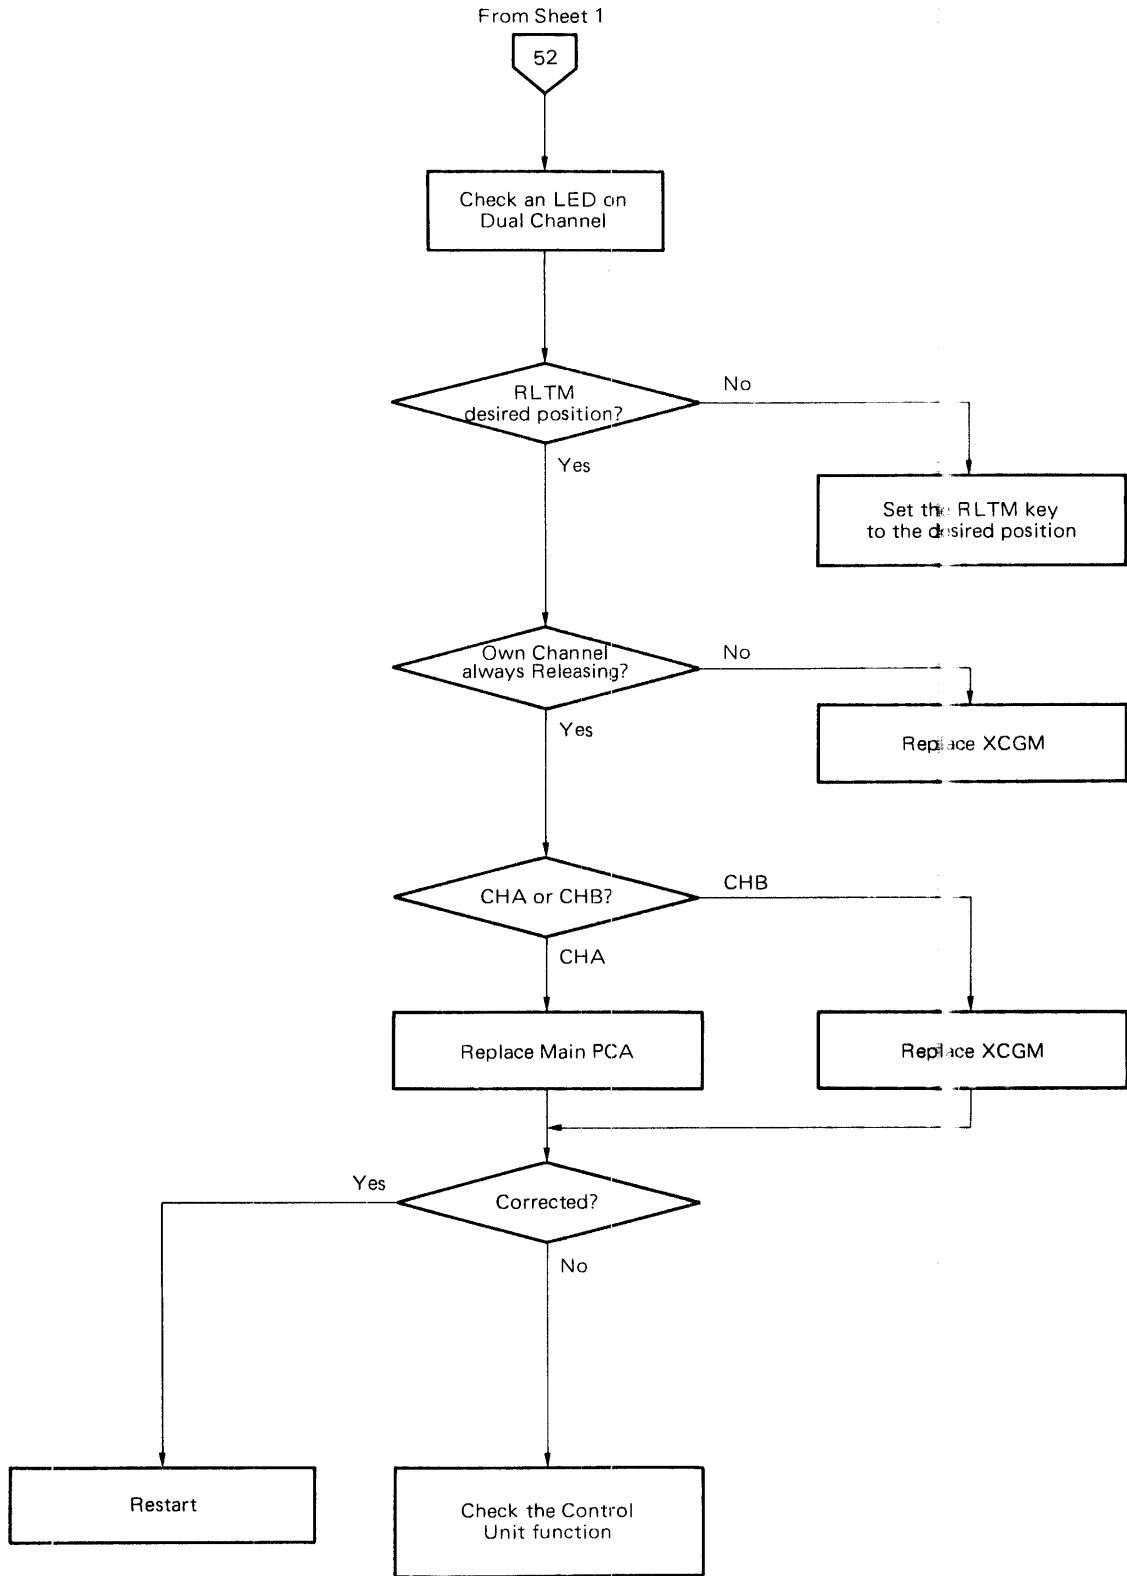 From Sheet 1
52
Check an LED on
Dual Channel
RLTM
desired position?
No
Yes
Set the RLTM key
to the desired position
Own Channel
always Releasing?
No
Yes
Replace XCGM
CHA or CHB?
CHB
CHA
Replace Main PCA
Replace XCGM
Yes
Corrected?
No
Restart
Check the Control
Unit function